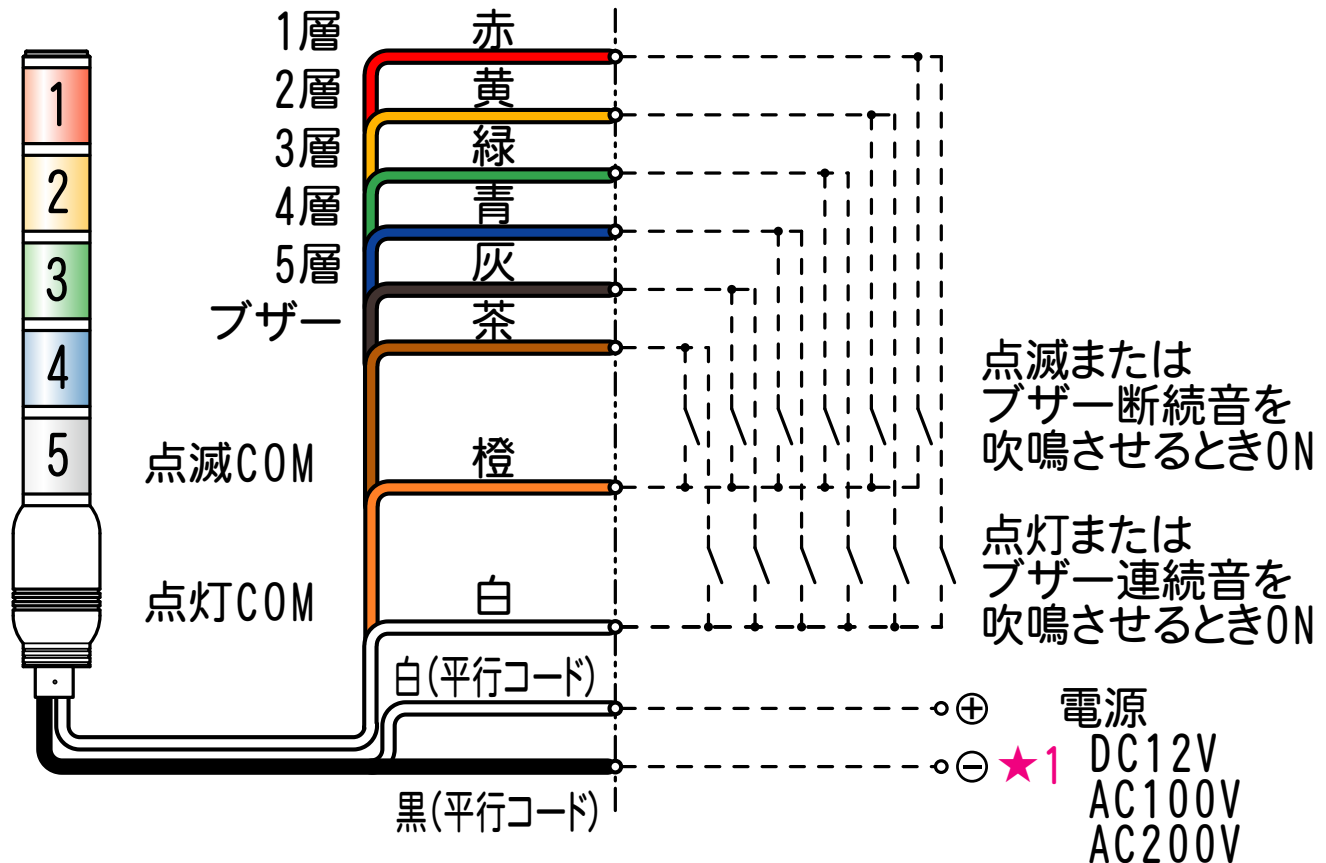 1
2
3
4
5
1層 赤
2層 黄
3層 緑
4層 青
5層 灰
ブザー 茶
点滅COM 橙
点灯COM 白
白(平行コード)
黒(平行コード)
点滅または
ブザー断続音を
吹鳴させるときON
点灯または
ブザー連続音を
吹鳴させるときON
⊕ 電源
⊖ ★1 DC12V
AC100V
AC200V